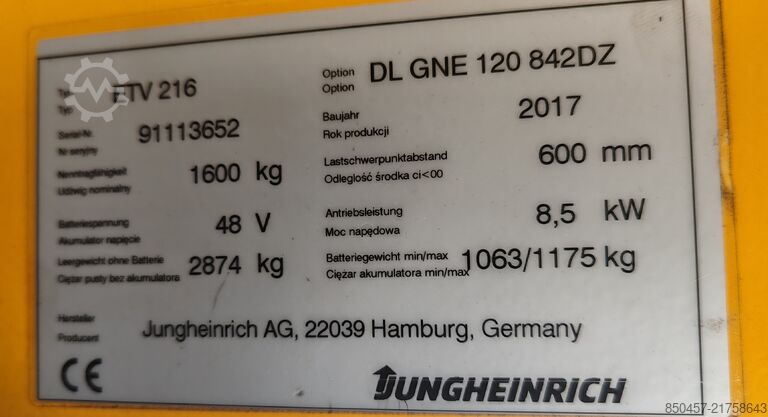 ETV 216
Option
Option
DL GNE 120 842DZ
Serial-Nr.
Nr seryjny
91113652
Baujahr
Rok produkcji
2017
Nenntragfähigkeit
Udźwig nominalny
1600 kg
Lastschwerpunktabstand
Odległość środka ci<00
600 mm
Batteriespannung
Akumulator napięcie
48 V
Antriebsleistung
Moc napędowa
8,5 kW
Leergewicht ohne Batterie
Ciężar pusty bez akumulatora
2874 kg
Batteriegewicht min/max
Ciężar akumulatora min/max
1063/1175 kg
Hersteller
Producent
Jungheinrich AG, 22039 Hamburg, Germany
CE
JUNGHEINRICH
850457-21758643